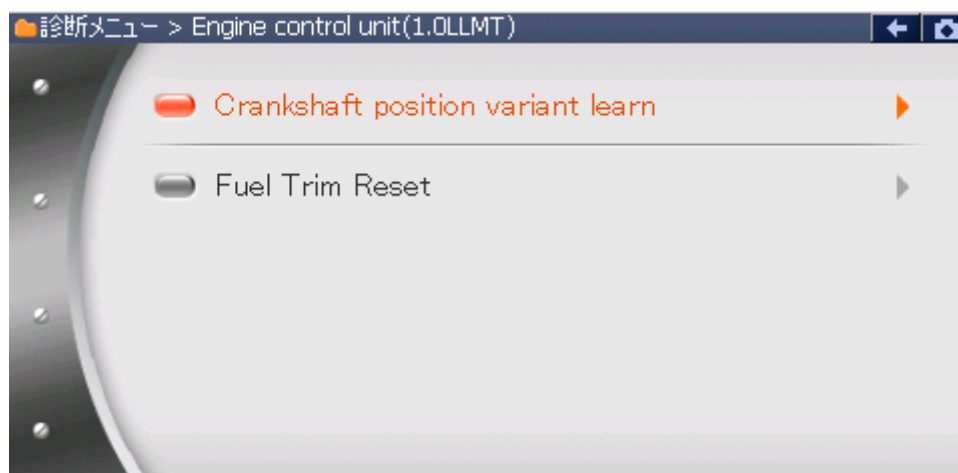 診断メニュー > Engine control unit(1.0LLMT)
Crankshaft position variant learn
Fuel Trim Reset